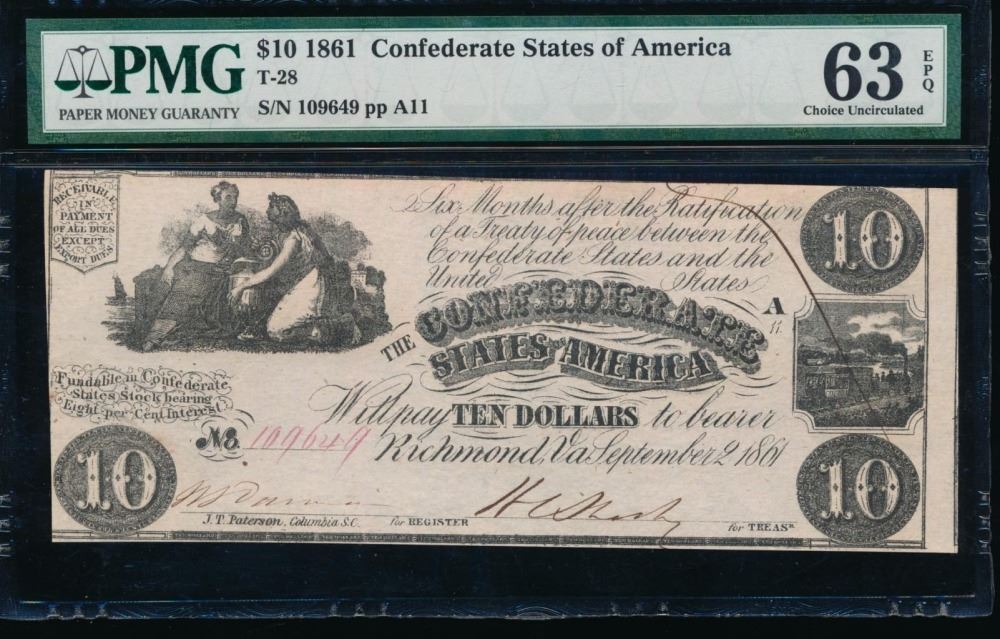 PMG
PAPER MONEY GUARANTY
$10 1861 Confederate States of America
T-28
S/N 109649 pp A11
63
EPQ
Choice Uncirculated
RECEIVABLE
IN
PAYMENT
OF ALL DUES
EXCEPT
EXPORT DUES
Six Months after the Ratification
of a Treaty of peace between the
Confederate States and the
United States
10
A
11.
THE CONFEDERATE
STATES OF AMERICA
Fundable in Confederate
States Stock bearing
Eight per Cent Interest
Will pay TEN DOLLARS to bearer
No. 109649
Richmond, Va September 2 1861
10
10
J. T. Paterson, Columbia S.C.
for REGISTER
for TREASR